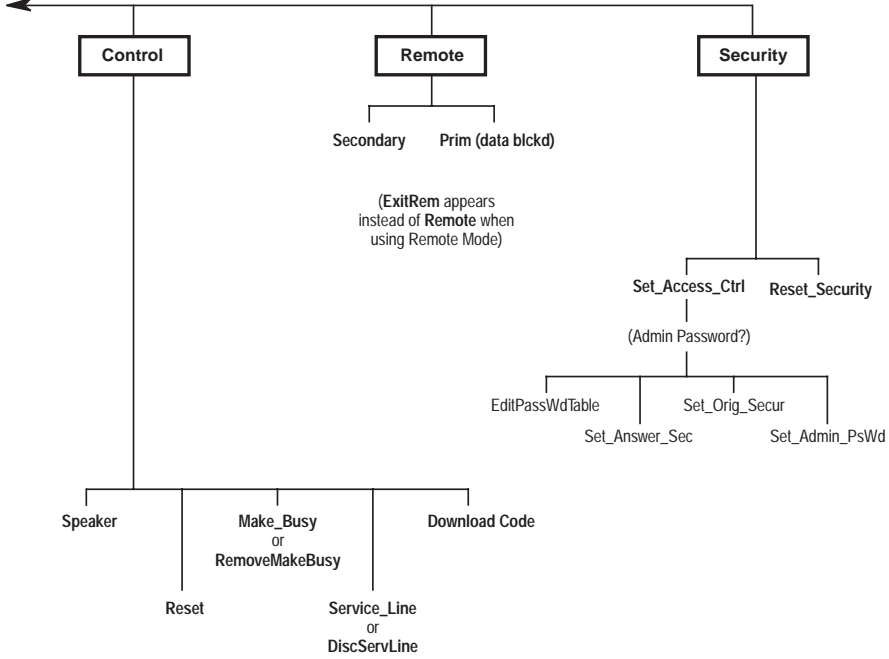 Control
Remote
Security
Secondary
Prim (data blckd)
(ExitRem appears
instead of Remote when
using Remote Mode)
Set_Access_Ctrl
Reset_Security
(Admin Password?)
EditPassWdTable
Set_Orig_Secur
Set_Answer_Sec
Set_Admin_PsWd
Speaker
Make_Busy
or
RemoveMakeBusy
Download Code
Reset
Service_Line
or
DiscServLine